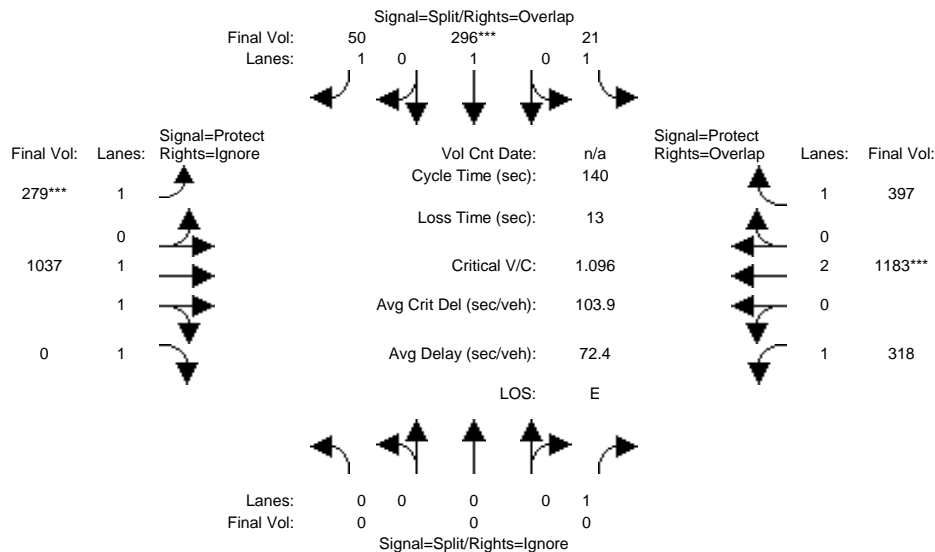 Signal=Split/Rights=Overlap
Final Vol: 50 296*** 21
Lanes: 1 0 1 0 1
Signal=Protect
Final Vol: Lanes: Rights=Ignore Vol Cnt Date: n/a Signal=Protect
Rights=Overlap Lanes: Final Vol:
Cycle Time (sec): 140
279*** 1 1 397
Loss Time (sec): 13
0 0
1037 1 Critical V/C: 1.096 2 1183***
1 Avg Crit Del (sec/veh): 103.9 0
0 1 Avg Delay (sec/veh): 72.4 1 318
LOS: E
Lanes: 0 0 0 0 1
Final Vol: 0 0 0
Signal=Split/Rights=Ignore